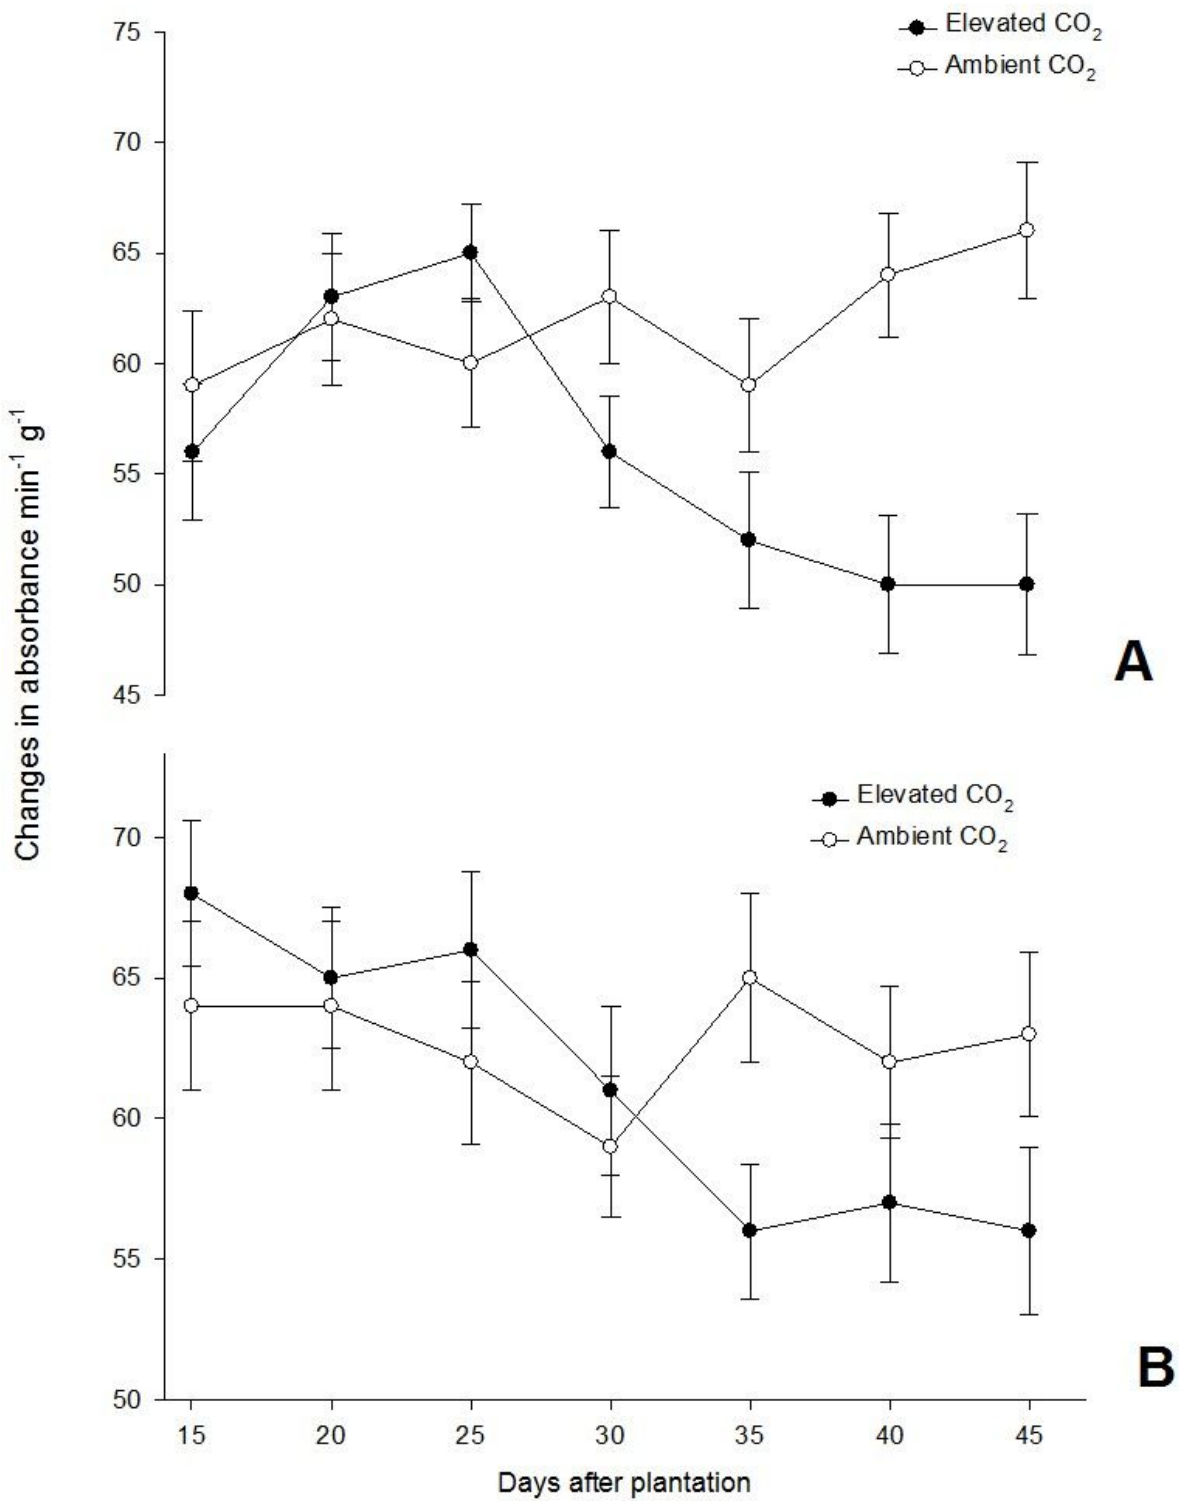 Elevated CO₂
Ambient CO₂
75
70
65
60
55
50
45
A
Changes in absorbance min⁻¹ g⁻¹
Elevated CO₂
Ambient CO₂
70
65
60
55
50
B
15 20 25 30 35 40 45
Days after plantation